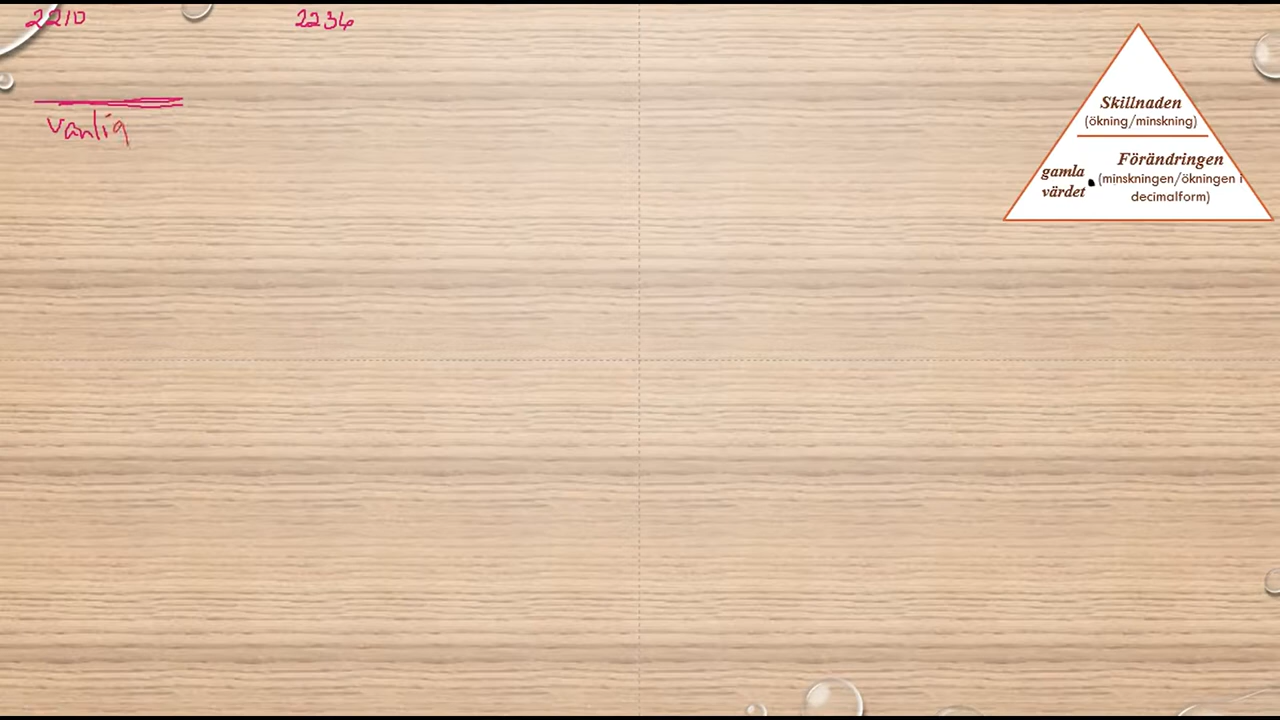 2210
2236
vanlig
Skillnaden
(ökning/minskning)
gamla
värdet
Förändringen
(minskningen/ökningen i
decimalform)